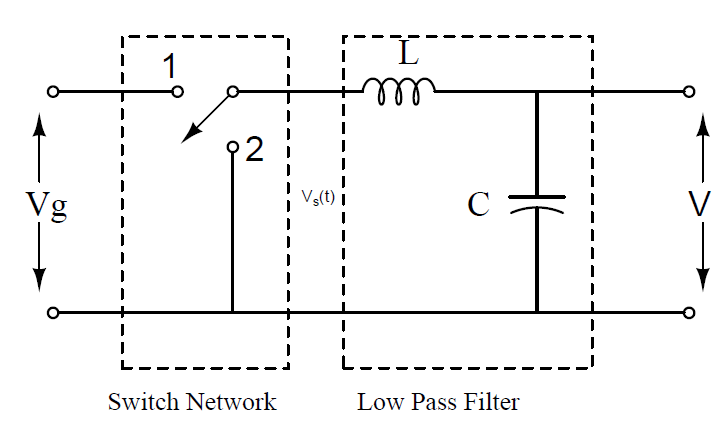 L
1
2
Vg
Vs(t)
C
V
Switch Network
Low Pass Filter